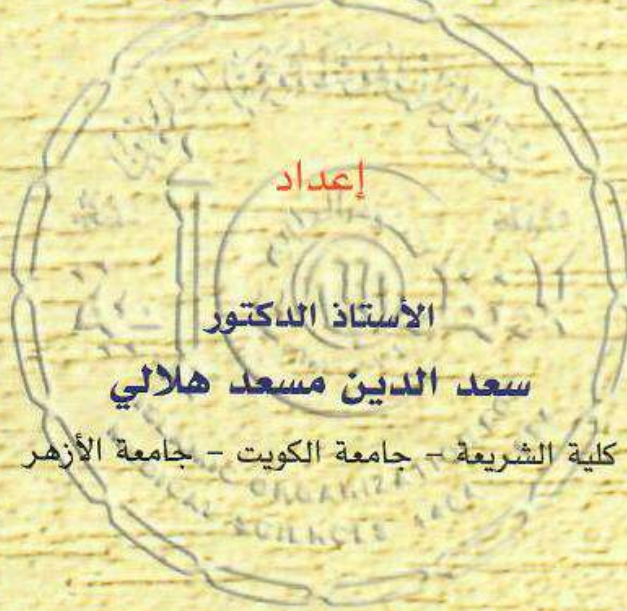 إعداد
الأستاذ الدكتور
سعد الدين مسعد هلالي
كلية الشريعة - جامعة الكويت - جامعة الأزهر